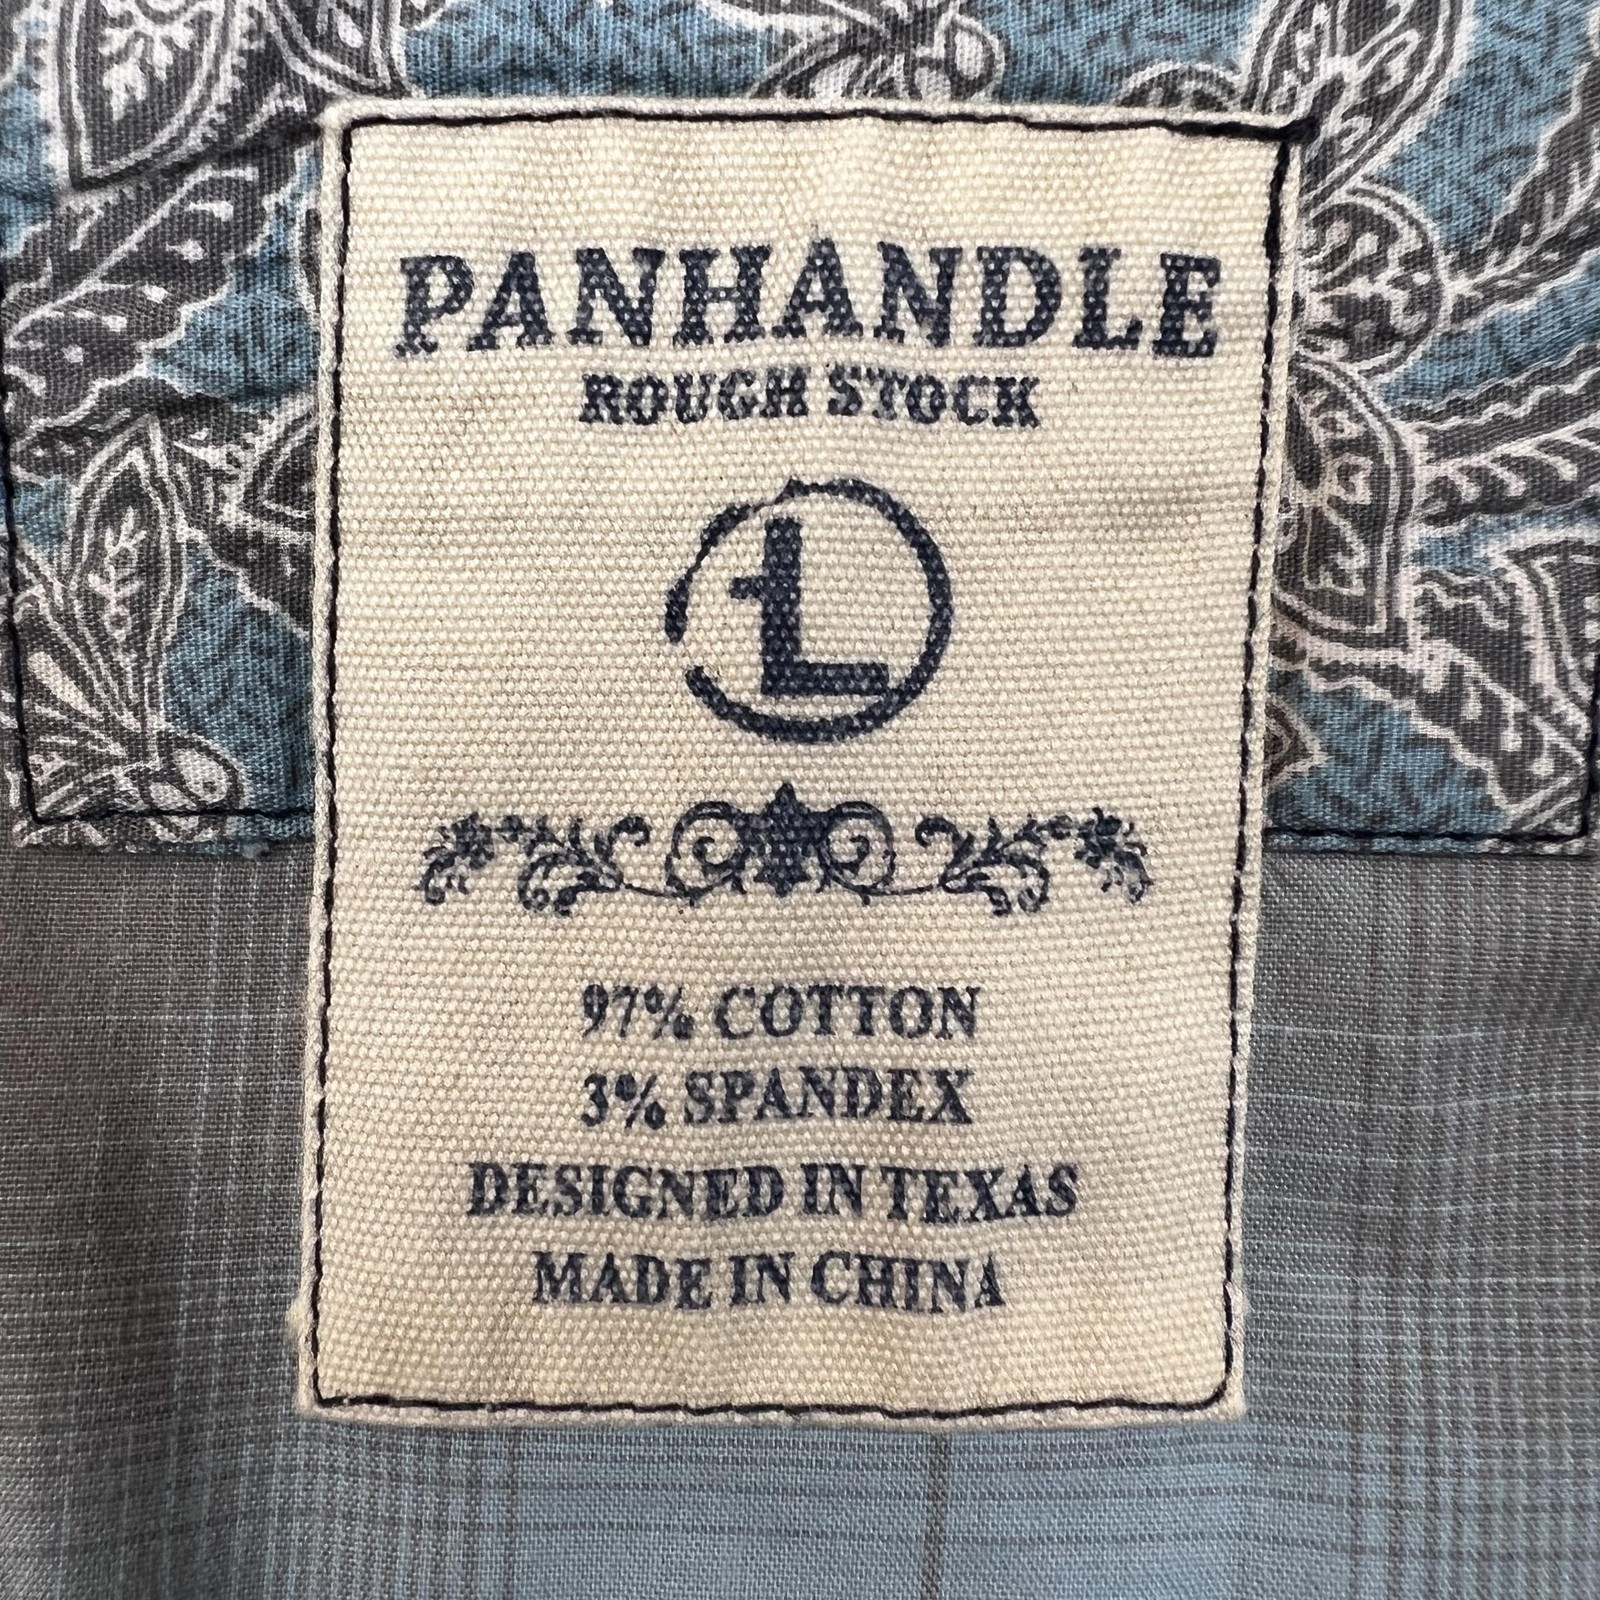 PANHANDLE
ROUGH STOCK
L
97% COTTON
3% SPANDEX
DESIGNED IN TEXAS
MADE IN CHINA